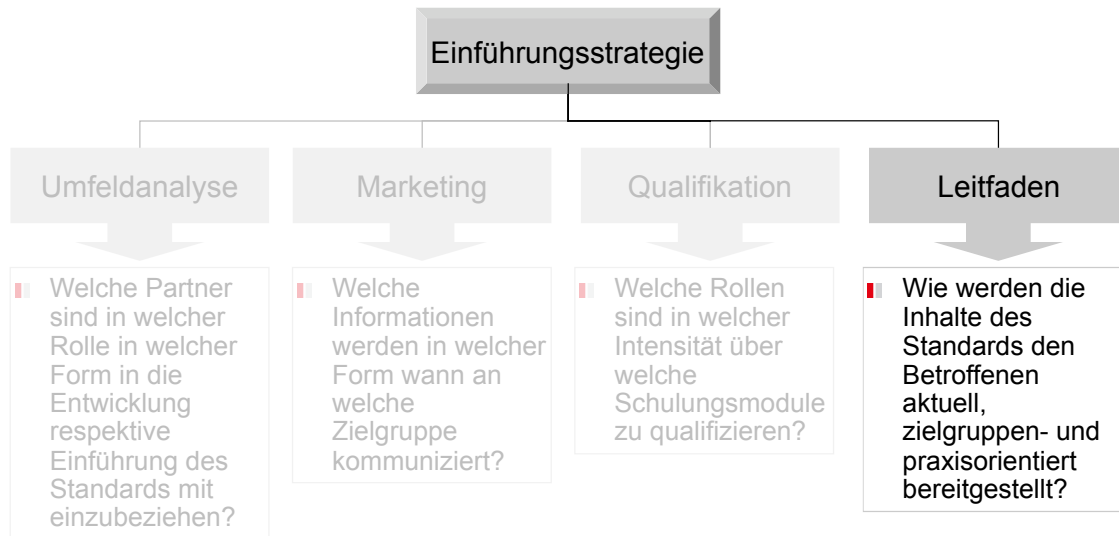 Einführungsstrategie
Umfeldanalyse
Marketing
Qualifikation
Leitfaden
Welche Partner
sind in welcher
Rolle in welcher
Form in die
Entwicklung
respektive
Einführung des
Standards mit
einzubeziehen?
Welche
Informationen
werden in welcher
Form wann an
welche
Zielgruppe
kommuniziert?
Welche Rollen
sind in welcher
Intensität über
welche
Schulungsmodule
zu qualifizieren?
Wie werden die
Inhalte des
Standards den
Betroffenen
aktuell,
zielgruppen- und
praxisorientiert
bereitgestellt?